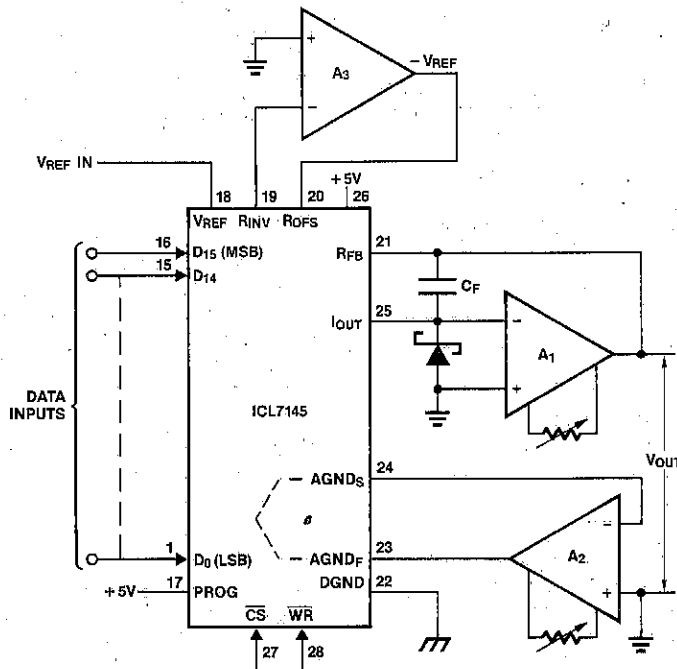 +
A3
−
−VREF
VREF IN
18
19
20
+5V
26
VREF
RINV
ROFS
16
D15 (MSB)
15
D14
RFB
21
CF
IOUT
25
−
A1
+
DATA
INPUTS
ICL7145
VOUT
AGNDS
24
−
A2
+
AGNDF
23
1
D0 (LSB)
DGND
22
+5V
17
PROG
CS
WR
27
28